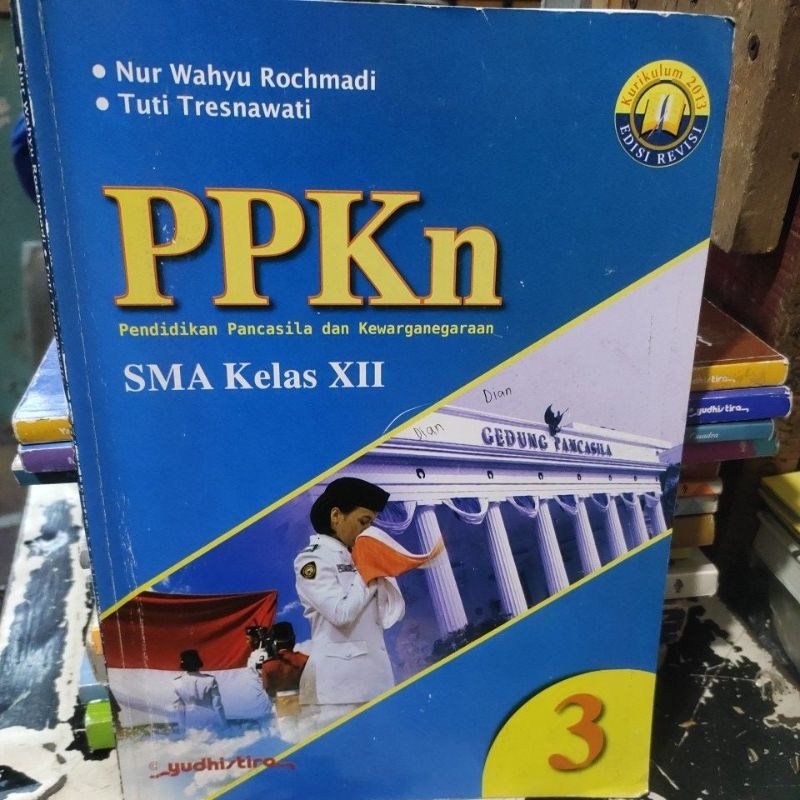 • Nur Wahyu Rochmadi
• Tuti Tresnawati
Kurikulum 2013
EDISI REVISI
PPKn
Pendidikan Pancasila dan Kewarganegaraan
SMA Kelas XII
Dian
Dian
GEDUNG PANCASILA
3
yudhistira
yudhistira